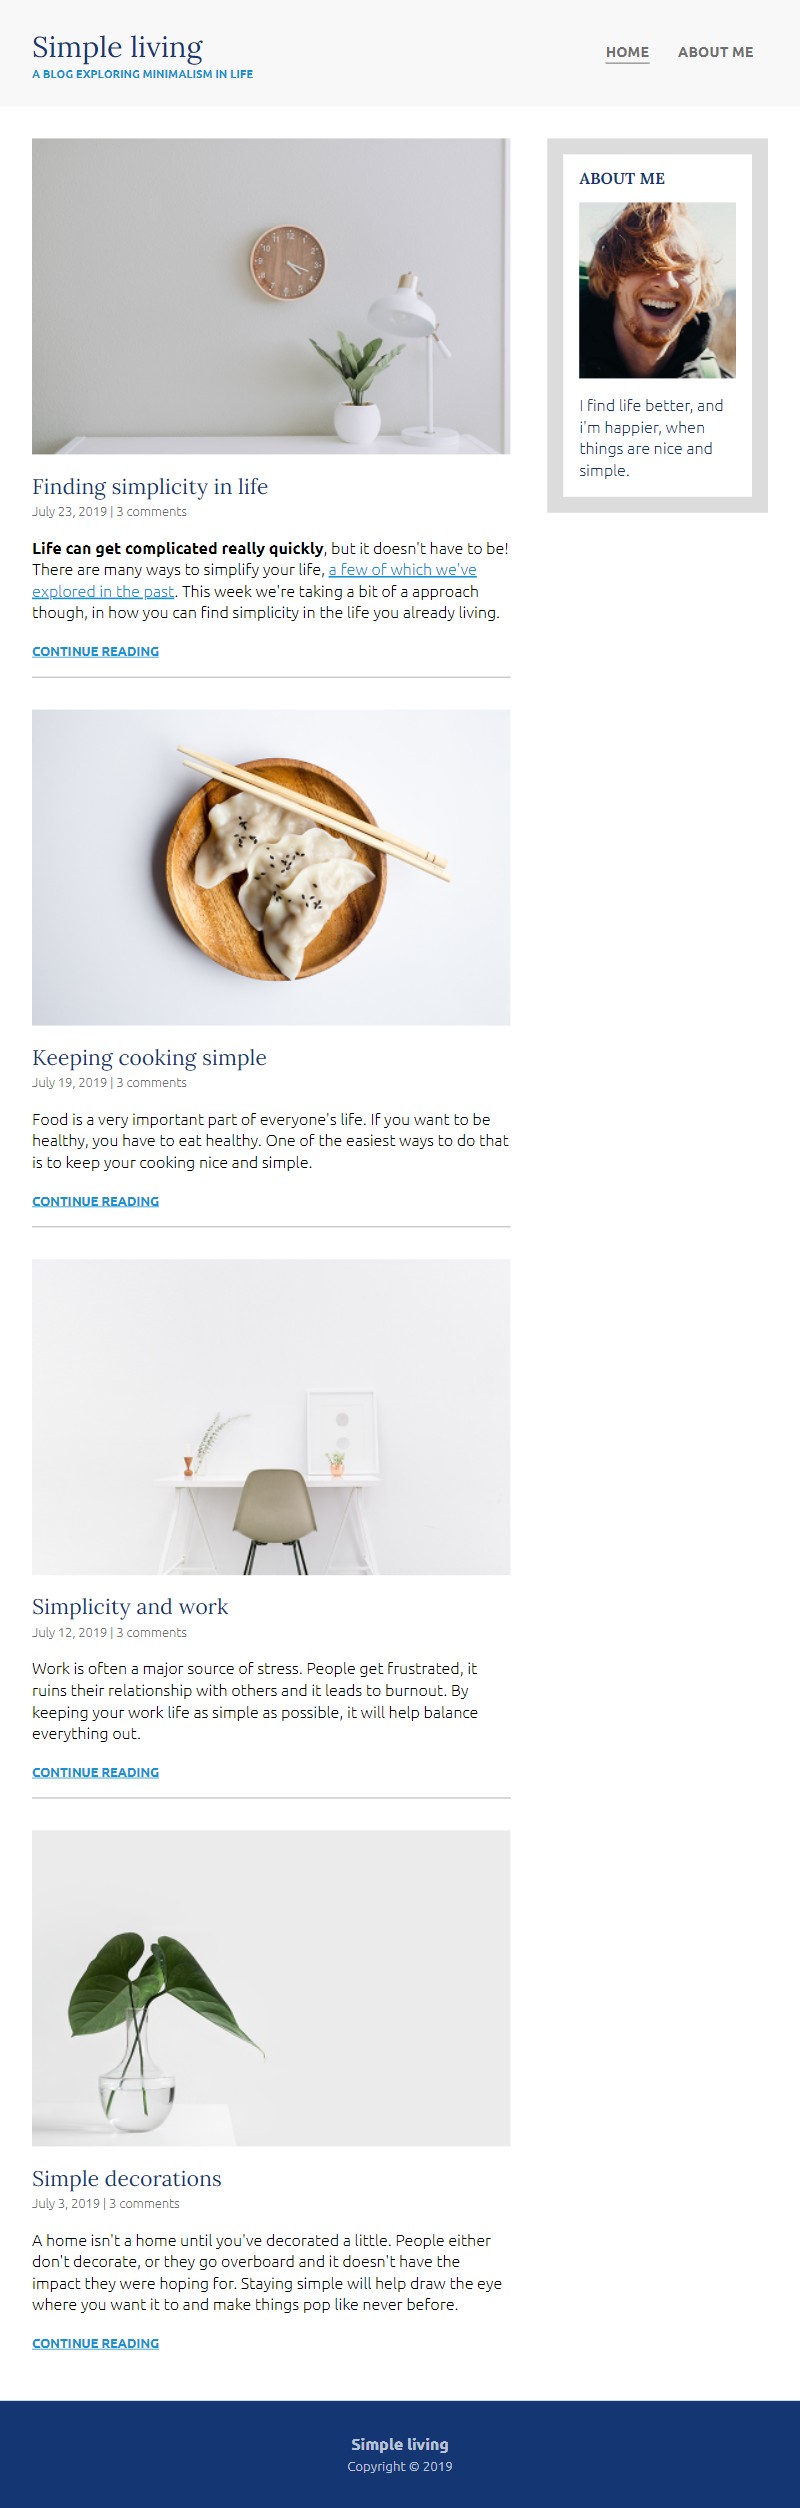 Simple living
A BLOG EXPLORING MINIMALISM IN LIFE
HOME
ABOUT ME
Finding simplicity in life
July 23, 2019 | 3 comments
Life can get complicated really quickly, but it doesn't have to be!
There are many ways to simplify your life, a few of which we've
explored in the past. This week we're taking a bit of a approach
though, in how you can find simplicity in the life you already living.
CONTINUE READING
Keeping cooking simple
July 19, 2019 | 3 comments
Food is a very important part of everyone's life. If you want to be
healthy, you have to eat healthy. One of the easiest ways to do that
is to keep your cooking nice and simple.
CONTINUE READING
Simplicity and work
July 12, 2019 | 3 comments
Work is often a major source of stress. People get frustrated, it
ruins their relationship with others and it leads to burnout. By
keeping your work life as simple as possible, it will help balance
everything out.
CONTINUE READING
Simple decorations
July 3, 2019 | 3 comments
A home isn't a home until you've decorated a little. People either
don't decorate, or they go overboard and it doesn't have the
impact they were hoping for. Staying simple will help draw the eye
where you want it to and make things pop like never before.
CONTINUE READING
ABOUT ME
I find life better, and
i'm happier, when
things are nice and
simple.
Simple living
Copyright © 2019